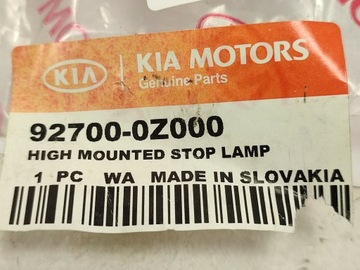 KIA
KIA MOTORS
Genuine Parts
92700-0Z000
HIGH MOUNTED STOP LAMP
1 PC WA MADE IN SLOVAKIA